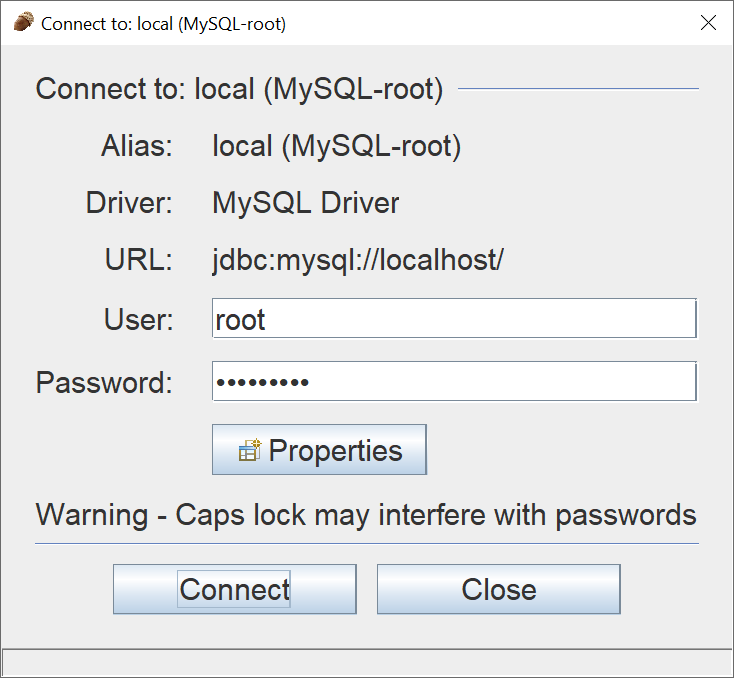 Connect to: local (MySQL-root)
Connect to: local (MySQL-root)
Alias: local (MySQL-root)
Driver: MySQL Driver
URL: jdbc:mysql://localhost/
User: root
Password: •••••••••
Properties
Warning - Caps lock may interfere with passwords
Connect Close